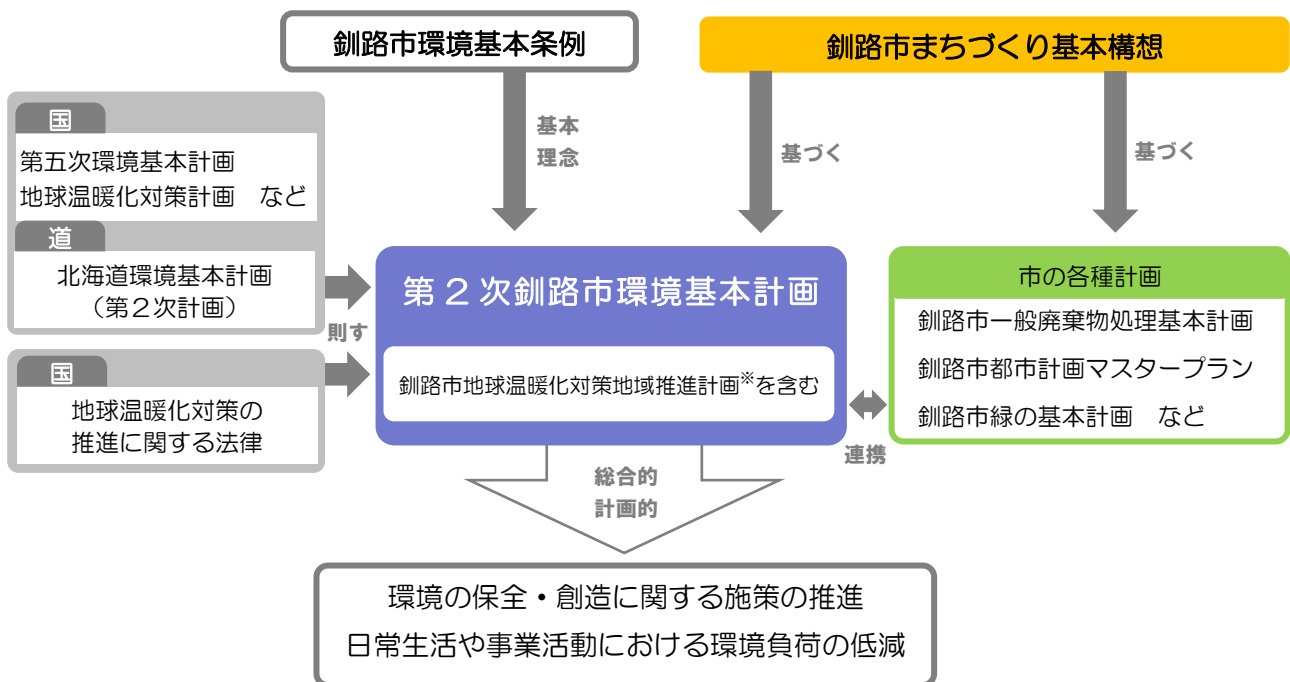 釧路市環境基本条例
釧路市まちづくり基本構想
基本
理念
基づく
基づく
国
第五次環境基本計画
地球温暖化対策計画　など
道
北海道環境基本計画
（第２次計画）
則す
国
地球温暖化対策の
推進に関する法律
第２次釧路市環境基本計画
釧路市地球温暖化対策地域推進計画※を含む
連携
市の各種計画
釧路市一般廃棄物処理基本計画
釧路市都市計画マスタープラン
釧路市緑の基本計画　など
総合的
計画的
環境の保全・創造に関する施策の推進
日常生活や事業活動における環境負荷の低減